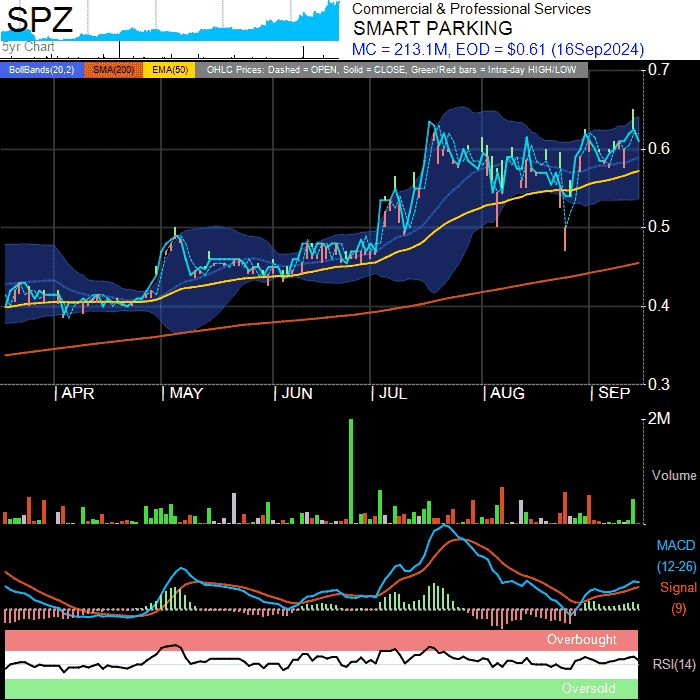 SPZ
5yr Chart
Commercial & Professional Services
SMART PARKING
MC = 213.1M, EOD = $0.61 (16Sep2024)
BollBands(20,2) SMA(200) EMA(50) OHLC Prices: Dashed = OPEN, Solid = CLOSE, Green/Red bars = Intra-day HIGH/LOW
0.7
0.6
0.5
0.4
0.3
APR MAY JUN JUL AUG SEP
2M
Volume
MACD
(12-26)
Signal
(9)
Overbought
RSI(14)
Oversold